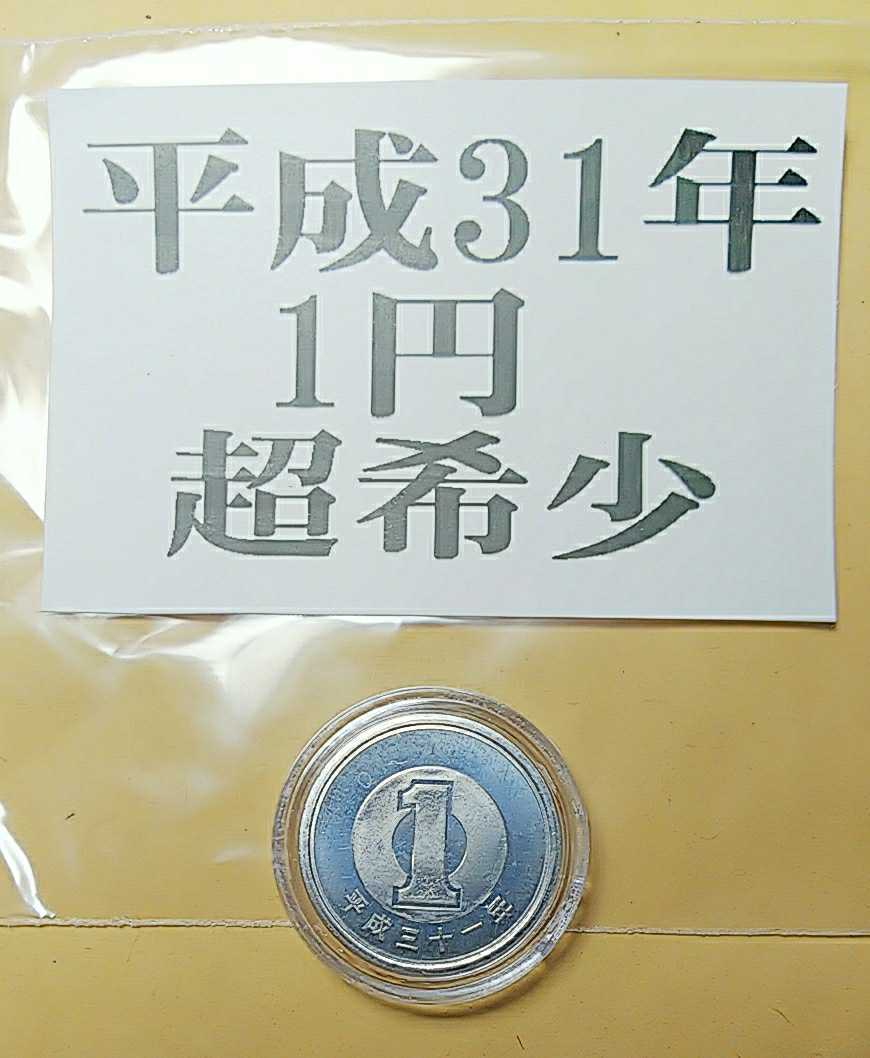 平成31年
1円
超希少
1
平成三十一年